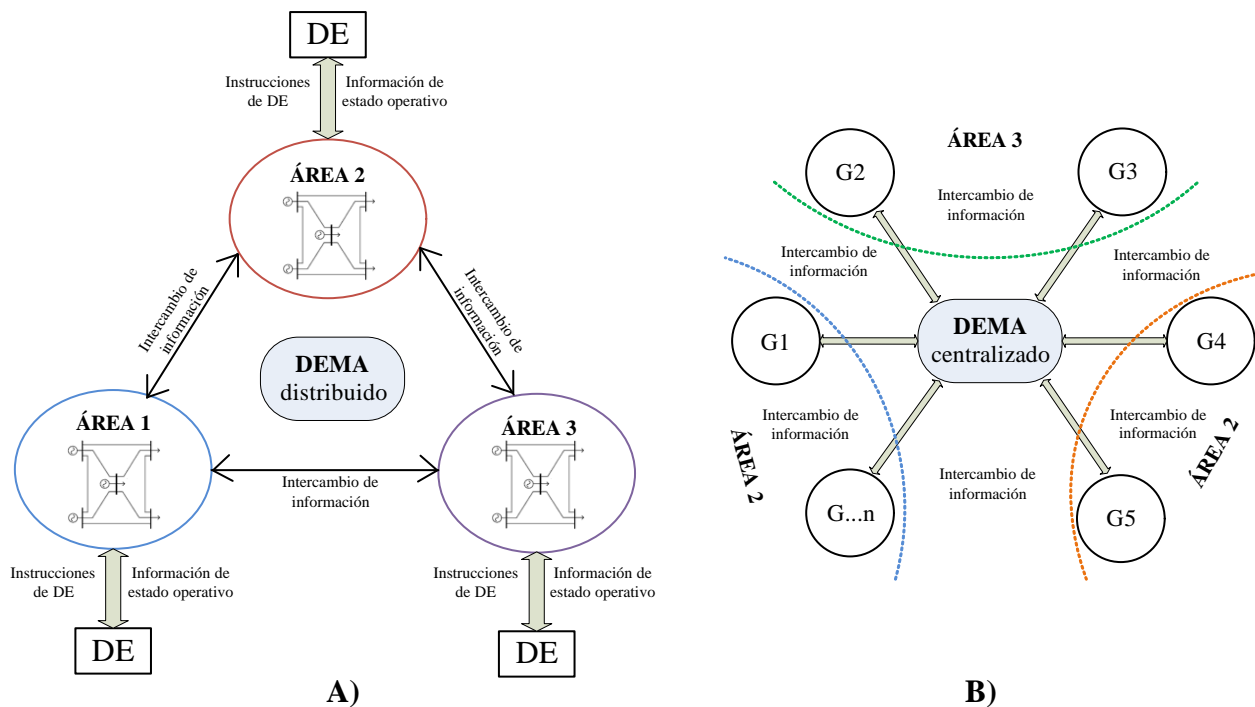 DE
Instrucciones
de DE
Información de
estado operativo
ÁREA 2
Intercambio de
información
Intercambio de
información
DEMA
distribuido
ÁREA 1
ÁREA 3
Intercambio de
información
Instrucciones
de DE
Información de
estado operativo
Instrucciones
de DE
Información de
estado operativo
DE
DE
A)
ÁREA 3
G2
G3
Intercambio de
información
Intercambio de
información
Intercambio de
información
G1
DEMA
centralizado
G4
Intercambio de
información
Intercambio de
información
ÁREA 2
ÁREA 2
Intercambio de
información
G...n
G5
B)